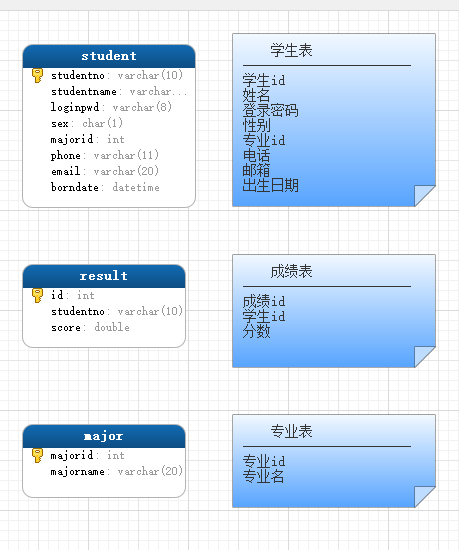 student
studentno: varchar(10)
studentname: varchar...
loginpwd: varchar(8)
sex: char(1)
majorid: int
phone: varchar(11)
email: varchar(20)
borndate: datetime
学生表
学生id
姓名
登录密码
性别
专业id
电话
邮箱
出生日期
result
id: int
studentno: varchar(10)
score: double
成绩表
成绩id
学生id
分数
major
majorid: int
majorname: varchar(20)
专业表
专业id
专业名